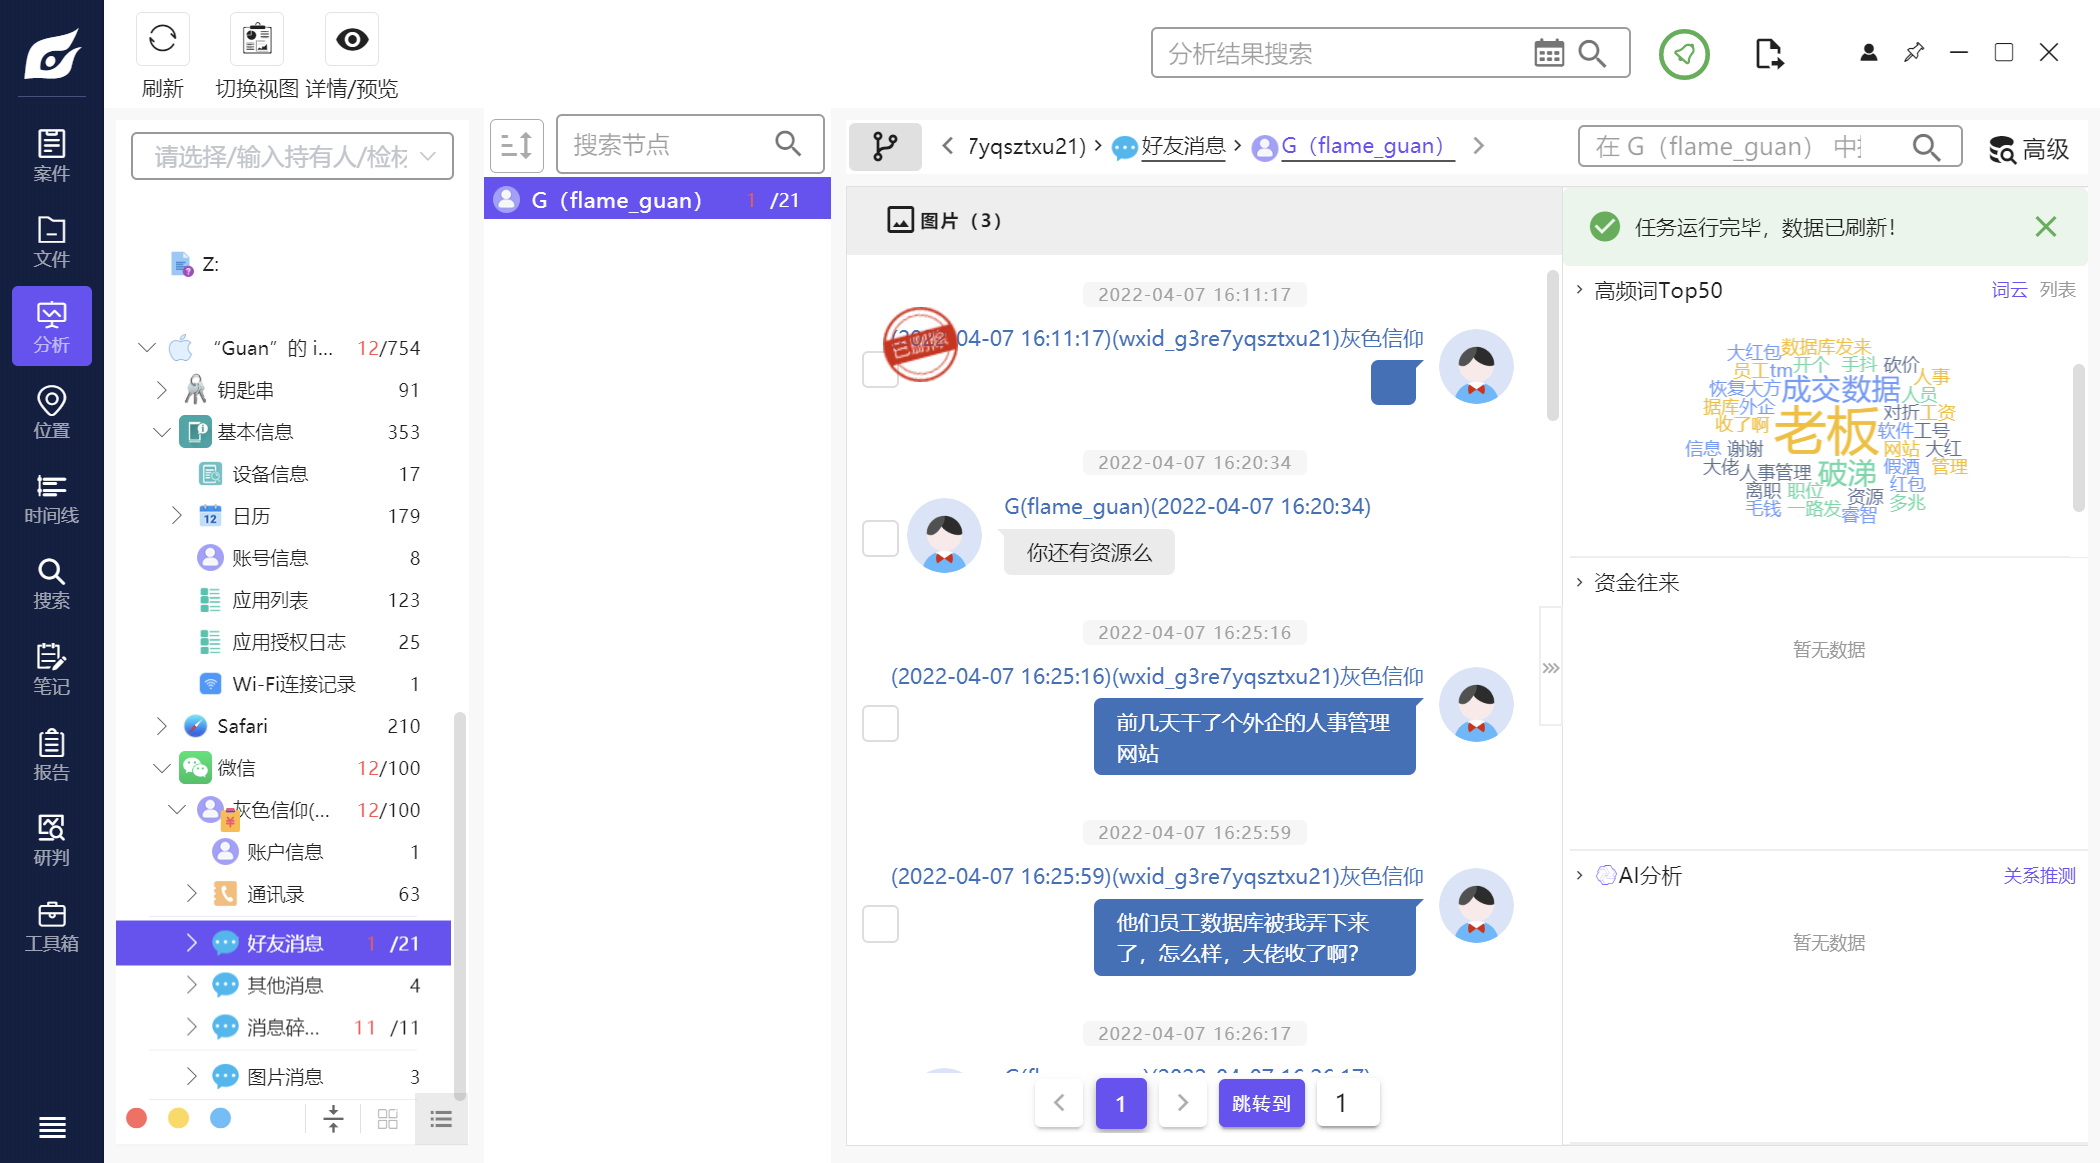 刷新
切换视图
详情/预览
分析结果搜索
案件
文件
分析
位置
时间线
搜索
笔记
报告
研判
工具箱
请选择/输入持有人/检材
Z:
“Guan”的 i... 12/754
钥匙串 91
基本信息 353
设备信息 17
日历 179
账号信息 8
应用列表 123
应用授权日志 25
Wi-Fi连接记录 1
Safari 210
微信 12/100
灰色信仰(... 12/100
账户信息 1
通讯录 63
好友消息 1 /21
其他消息 4
消息碎... 11 /11
图片消息 3
搜索节点
G（flame_guan） 1 /21
7yqsztxu21) > 好友消息 > G（flame_guan）
在 G（flame_guan） 中
高级
图片（3）
2022-04-07 16:11:17
04-07 16:11:17)(wxid_g3re7yqsztxu21)灰色信仰
已删除
2022-04-07 16:20:34
G(flame_guan)(2022-04-07 16:20:34)
你还有资源么
2022-04-07 16:25:16
(2022-04-07 16:25:16)(wxid_g3re7yqsztxu21)灰色信仰
前几天干了个外企的人事管理
网站
2022-04-07 16:25:59
(2022-04-07 16:25:59)(wxid_g3re7yqsztxu21)灰色信仰
他们员工数据库被我弄下来
了，怎么样，大佬收了啊？
2022-04-07 16:26:17
G(flame_guan)(2022-04-07 16:26:17)
1
跳转到
1
任务运行完毕，数据已刷新！
高频词Top50
词云 列表
大红包 数据库发来
员工 tm 开个 手抖 砍价 人事
恢复 大方 成交 数据 人员
据库 外企 对折 工资
收了啊 老板 软件 工号
信息 谢谢 网站 大红
大佬 人事管理 破涕 假酒 管理
离职 职位 资源 红包
毛钱 一路发 睿智 多兆
资金往来
暂无数据
AI分析
关系推测
暂无数据